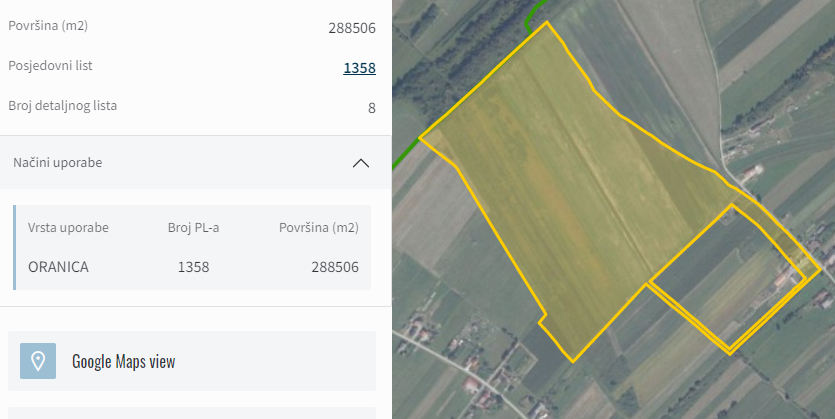 Površina (m2) 288506
Posjedovni list 1358
Broj detaljnog lista 8
Načini uporabe
Vrsta uporabe Broj PL-a Površina (m2)
ORANICA 1358 288506
Google Maps view